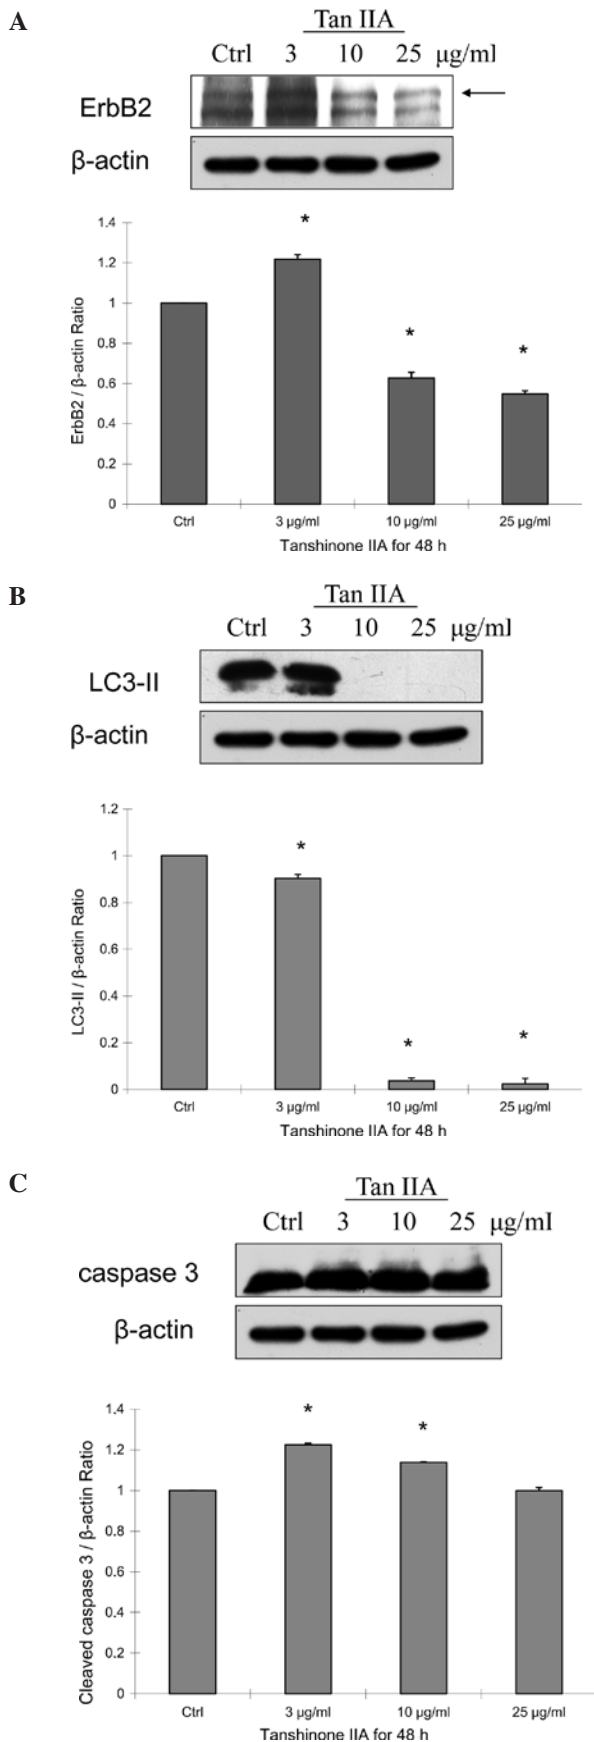 A
Tan IIA
Ctrl 3 10 25 μg/ml
ErbB2
β-actin
1.4
*
1.2
1
*
0.8
*
0.6
0.4
0.2
0
ErbB2 / β-actin Ratio
Ctrl 3 μg/ml 10 μg/ml 25 μg/ml
Tanshinone IIA for 48 h
B
Tan IIA
Ctrl 3 10 25 μg/ml
LC3-II
β-actin
1.2
*
1
0.8
0.6
0.4
0.2
* *
0
LC3-II / β-actin Ratio
Ctrl 3 μg/ml 10 μg/ml 25 μg/ml
Tanshinone IIA for 48 h
C
Tan IIA
Ctrl 3 10 25 μg/ml
caspase 3
β-actin
1.4
* *
1.2
1
0.8
0.6
0.4
0.2
0
Cleaved caspase 3 / β-actin Ratio
Ctrl 3 μg/ml 10 μg/ml 25 μg/ml
Tanshinone IIA for 48 h